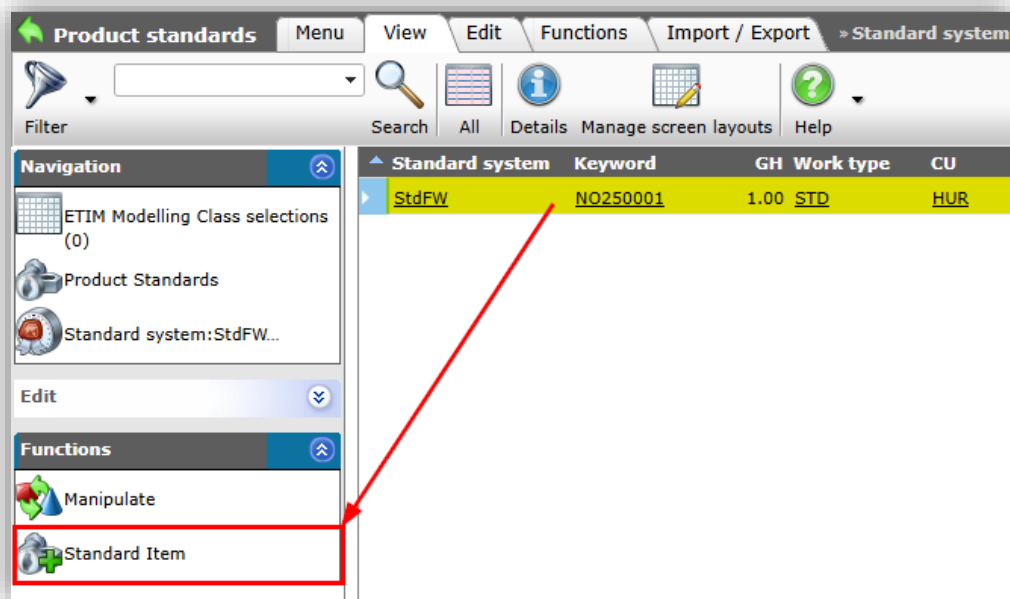 Product standards Menu View Edit Functions Import / Export » Standard system
Filter Search All Details Manage screen layouts Help
Navigation
ETIM Modelling Class selections
(0)
Product Standards
Standard system:StdFW...
Edit
Functions
Manipulate
Standard Item
Standard system Keyword GH Work type CU
StdFW NO250001 1.00 STD HUR